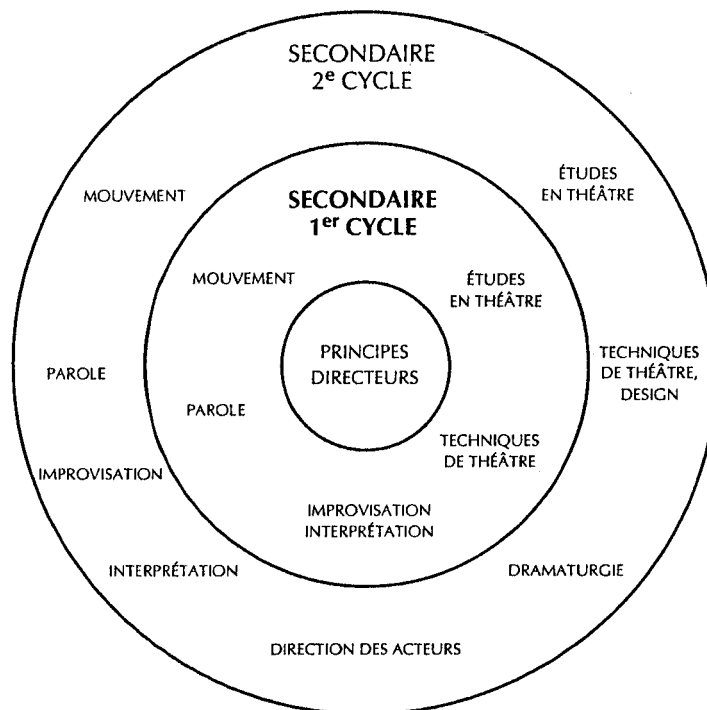 SECONDAIRE
2e CYCLE
MOUVEMENT
ÉTUDES
EN THÉÂTRE
SECONDAIRE
1er CYCLE
MOUVEMENT
ÉTUDES
EN THÉÂTRE
PRINCIPES
DIRECTEURS
PAROLE
TECHNIQUES
DE THÉÂTRE,
DESIGN
PAROLE
TECHNIQUES
DE THÉÂTRE
IMPROVISATION
IMPROVISATION
INTERPRÉTATION
INTERPRÉTATION
DRAMATURGIE
DIRECTION DES ACTEURS